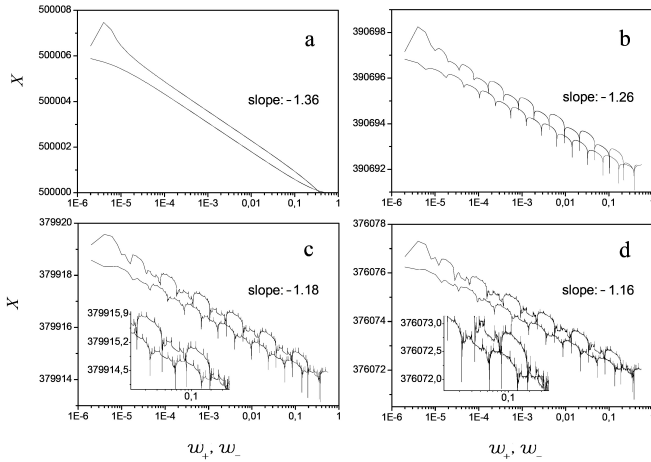 a
X
500008
500006
500004
500002
500000
slope: -1.36
1E-6 1E-5 1E-4 1E-3 0,01 0,1 1
b
390698
390696
390694
390692
slope: -1.26
1E-6 1E-5 1E-4 1E-3 0,01 0,1 1
c
X
379920
379918
379916
379914
slope: -1.18
379915,9
379915,2
379914,5
0,1
1E-6 1E-5 1E-4 1E-3 0,01 0,1 1
w₊, w₋
d
376078
376076
376074
376072
slope: -1.16
376073,0
376072,5
376072,0
0,1
1E-6 1E-5 1E-4 1E-3 0,01 0,1 1
w₊, w₋